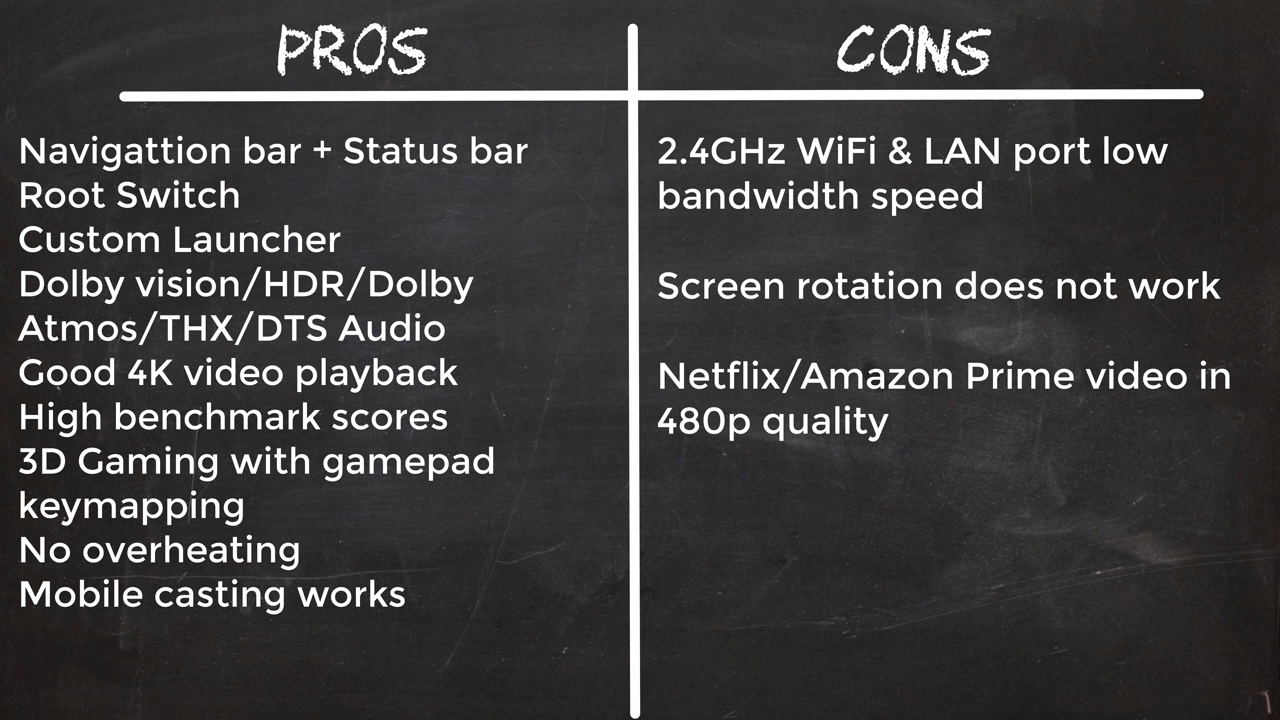 PROS
CONS
Navigattion bar + Status bar
Root Switch
Custom Launcher
Dolby vision/HDR/Dolby
Atmos/THX/DTS Audio
Good 4K video playback
High benchmark scores
3D Gaming with gamepad
keymapping
No overheating
Mobile casting works
2.4GHz WiFi & LAN port low
bandwidth speed
Screen rotation does not work
Netflix/Amazon Prime video in
480p quality